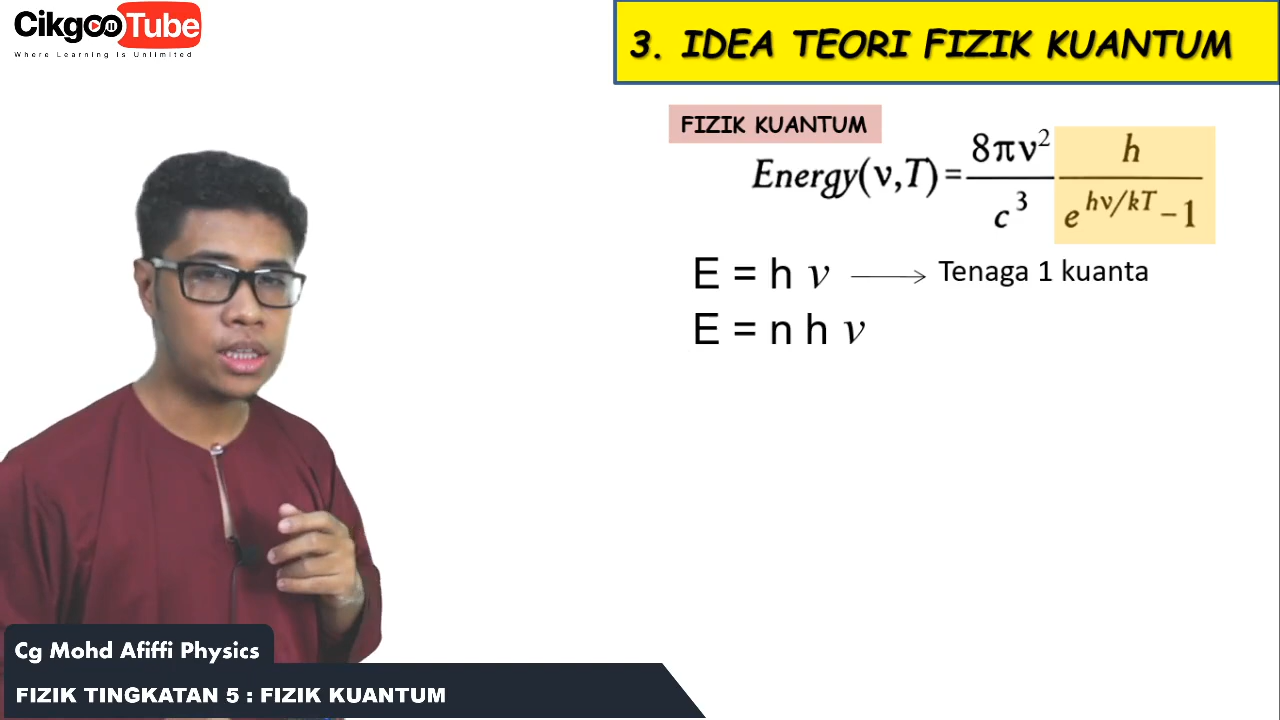 CikgooTube
Where Learning Is Unlimited
3. IDEA TEORI FIZIK KUANTUM
FIZIK KUANTUM
Energy(ν,T) = 8πν² / c³ h / e^(hν/kT) − 1
E = h ν ⟶ Tenaga 1 kuanta
E = n h ν
Cg Mohd Afiffi Physics
FIZIK TINGKATAN 5 : FIZIK KUANTUM